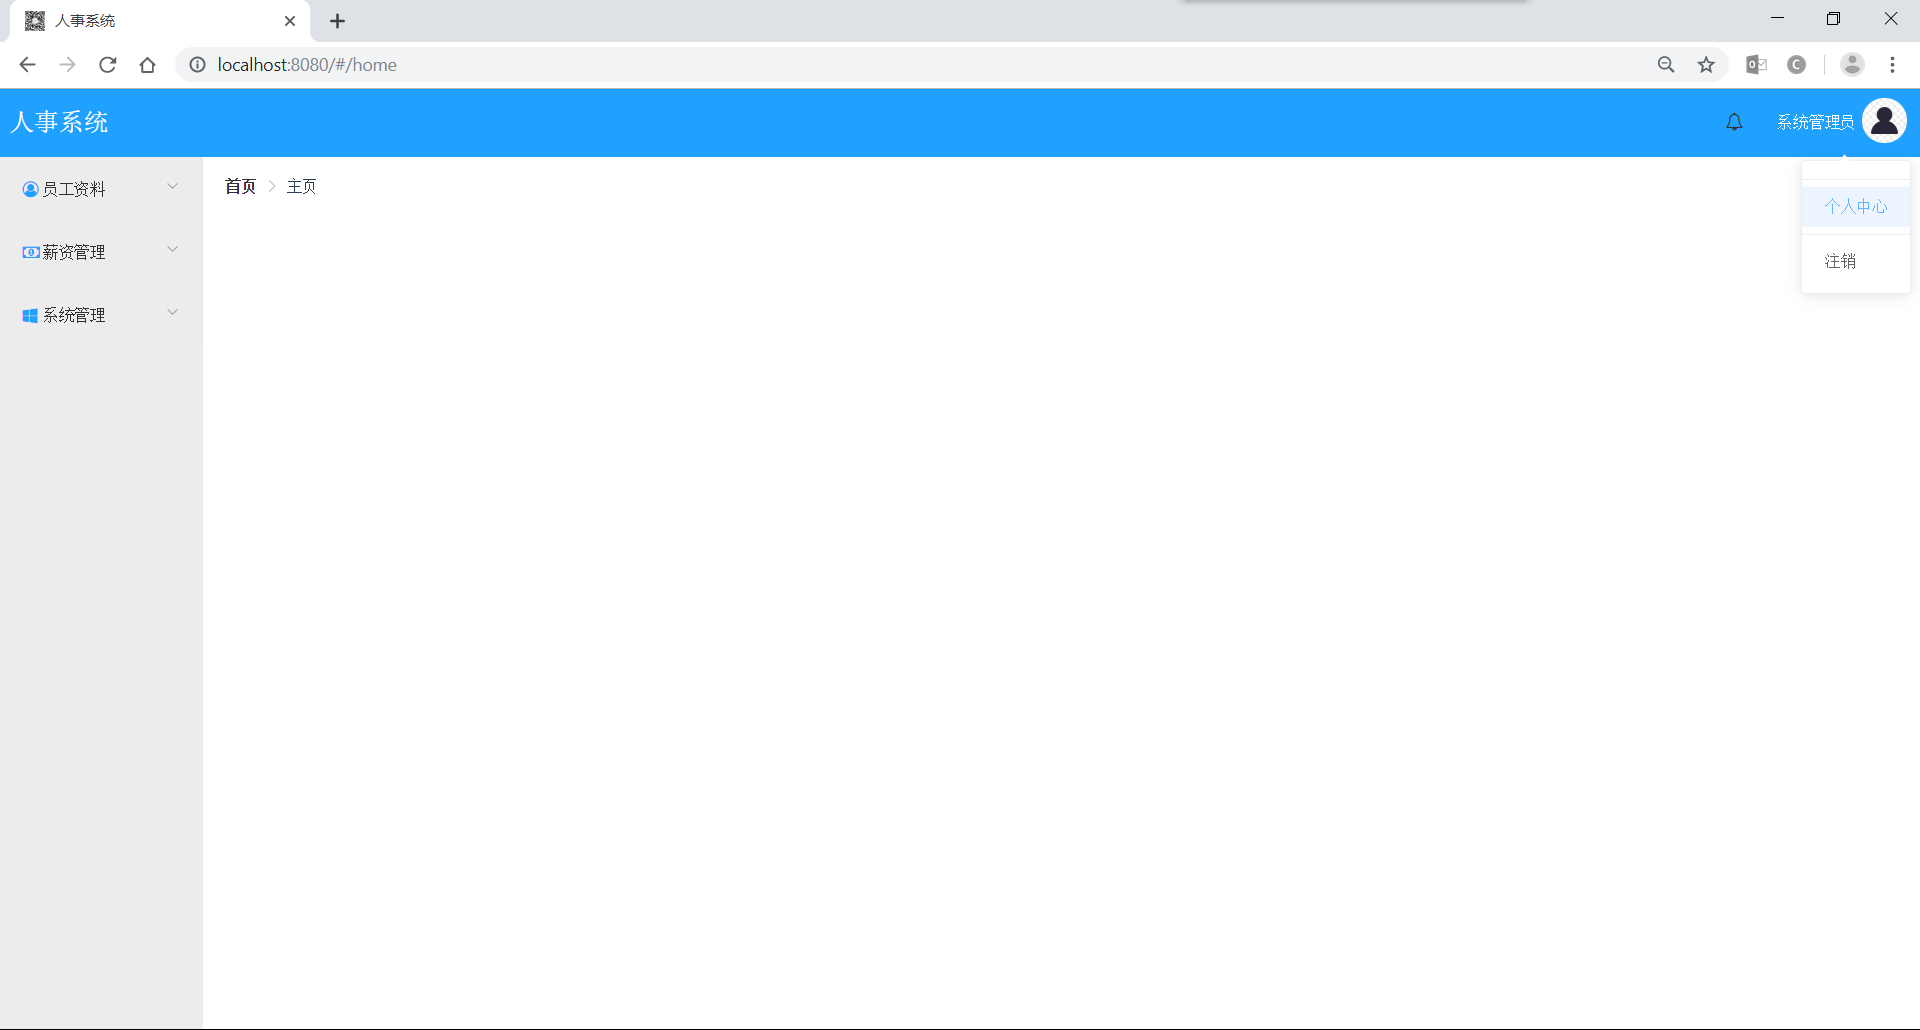 人事系统
localhost:8080/#/home
人事系统
系统管理员
员工资料
首页 主页
个人中心
薪资管理
注销
系统管理